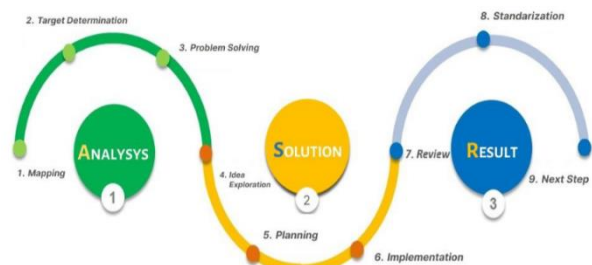 2. Target Determination
3. Problem Solving
8. Standarization
ANALYSYS
SOLUTION
RESULT
1. Mapping
4. Idea
Exploration
7. Review
9. Next Step
1
2
3
5. Planning
6. Implementation